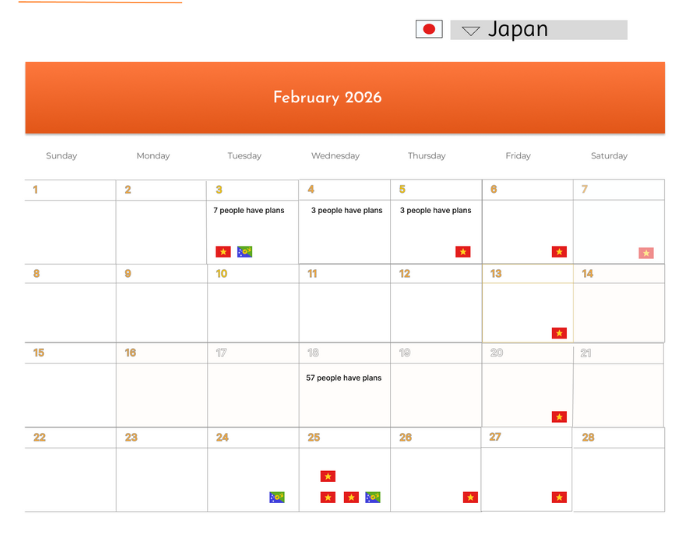 Japan
February 2026
Sunday Monday Tuesday Wednesday Thursday Friday Saturday
1 2 3 4 5 6 7
7 people have plans 3 people have plans 3 people have plans
8 9 10 11 12 13 14
15 16 17 18 19 20 21
57 people have plans
22 23 24 25 26 27 28